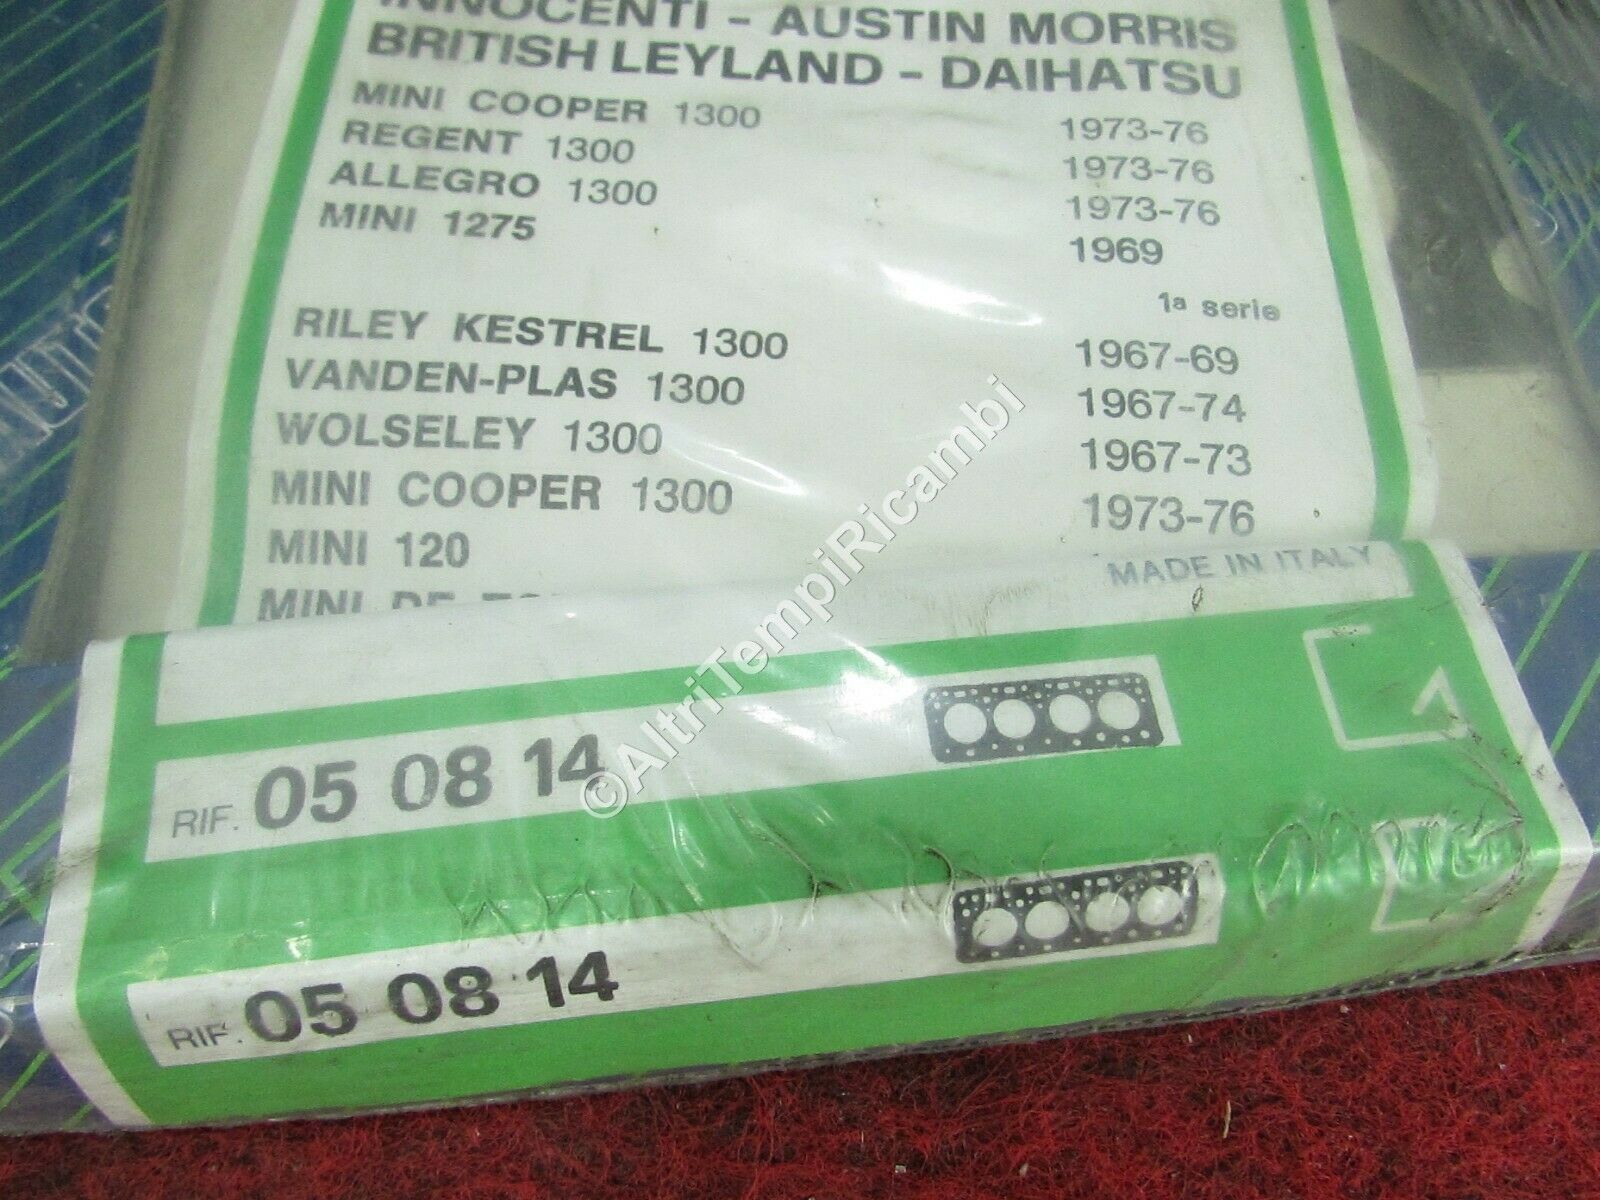 INNOCENTI - AUSTIN MORRIS
BRITISH LEYLAND - DAIHATSU
MINI COOPER 1300 1973-76
REGENT 1300 1973-76
ALLEGRO 1300 1973-76
MINI 1275 1969
1a serie
RILEY KESTREL 1300 1967-69
VANDEN-PLAS 1300 1967-74
WOLSELEY 1300 1967-73
MINI COOPER 1300 1973-76
MINI 120
MINI DE
MADE IN ITALY
RIF. 05 08 14
1
RIF. 05 08 14
©AltriTempiRicambi